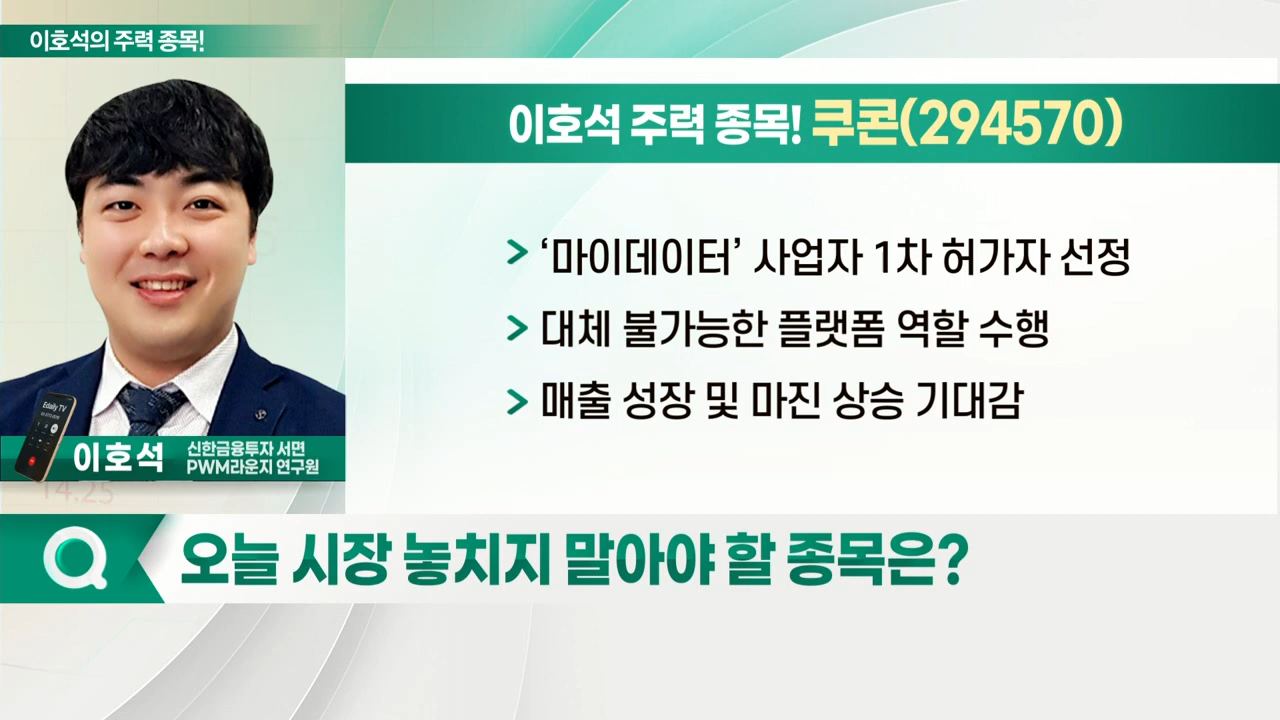 이호석의 주력 종목!
이호석 주력 종목! 쿠콘(294570)
> ‘마이데이터’ 사업자 1차 허가자 선정
> 대체 불가능한 플랫폼 역할 수행
> 매출 성장 및 마진 상승 기대감
Edaily TV
이호석
신한금융투자 서면
PWM라운지 연구원
14.25
Q 오늘 시장 놓치지 말아야 할 종목은?